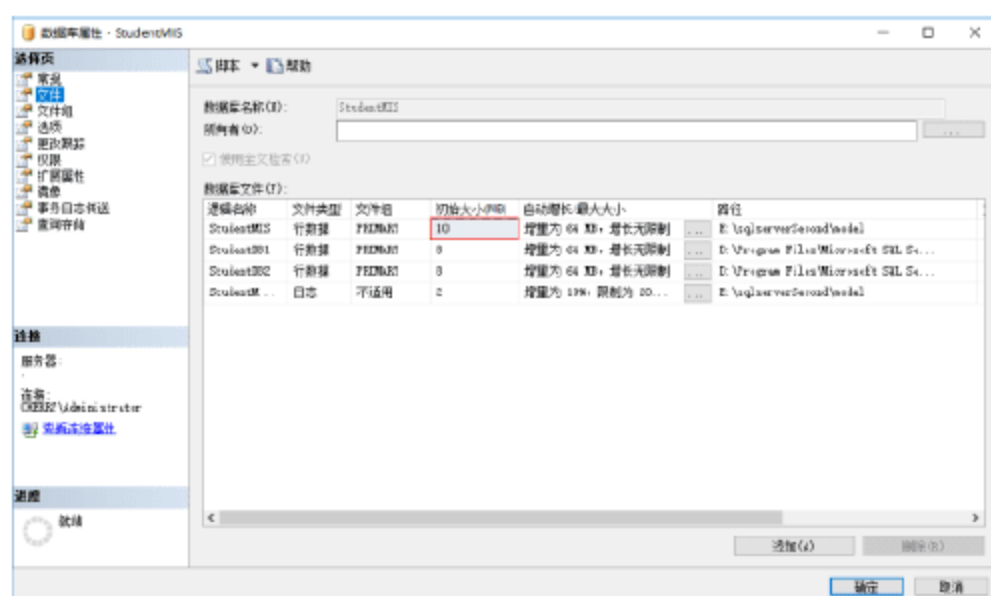 数据库属性 - StudentMIS
选择页
常规
文件
文件组
选项
更改跟踪
权限
扩展属性
镜像
事务日志传送
查询存储
脚本 帮助
数据库名称(N): StudentMIS
所有者(O):
使用全文检索(U)
数据库文件(F):
逻辑名称 文件类型 文件组 初始大小(MB) 自动增长/最大大小 路径
StudentMIS 行数据 PRIMARY 10 增量为 64 MB，增长无限制 ... E:\sqlserverSecond\model
StudentDB1 行数据 PRIMARY 8 增量为 64 MB，增长无限制 ... D:\Program Files\Microsoft SQL Se...
StudentDB2 行数据 PRIMARY 8 增量为 64 MB，增长无限制 ... D:\Program Files\Microsoft SQL Se...
StudentM... 日志 不适用 2 增量为 10%，限制为 20... ... E:\sqlserverSecond\model
连接
服务器:
.
连接:
CHERRY\Administrator
查看连接属性
进度
就绪
添加(A) 删除(R)
确定 取消